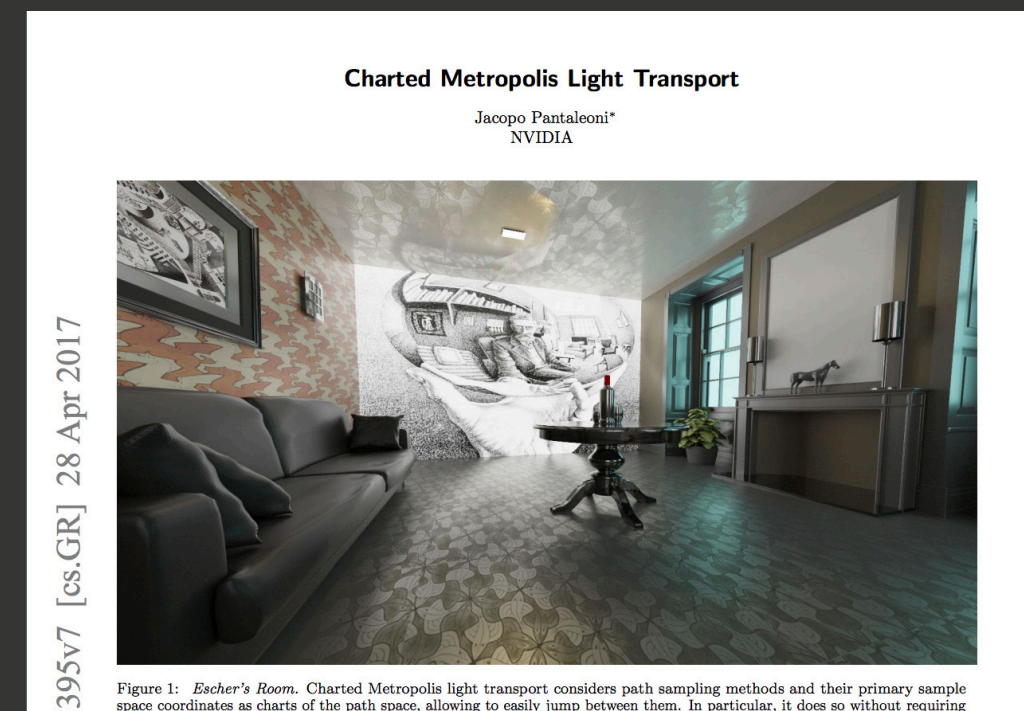 Charted Metropolis Light Transport
Jacopo Pantaleoni*
NVIDIA
395v7 [cs.GR] 28 Apr 2017
Figure 1: Escher's Room. Charted Metropolis light transport considers path sampling methods and their primary sample
space coordinates as charts of the path space, allowing to easily jump between them. In particular, it does so without requiring